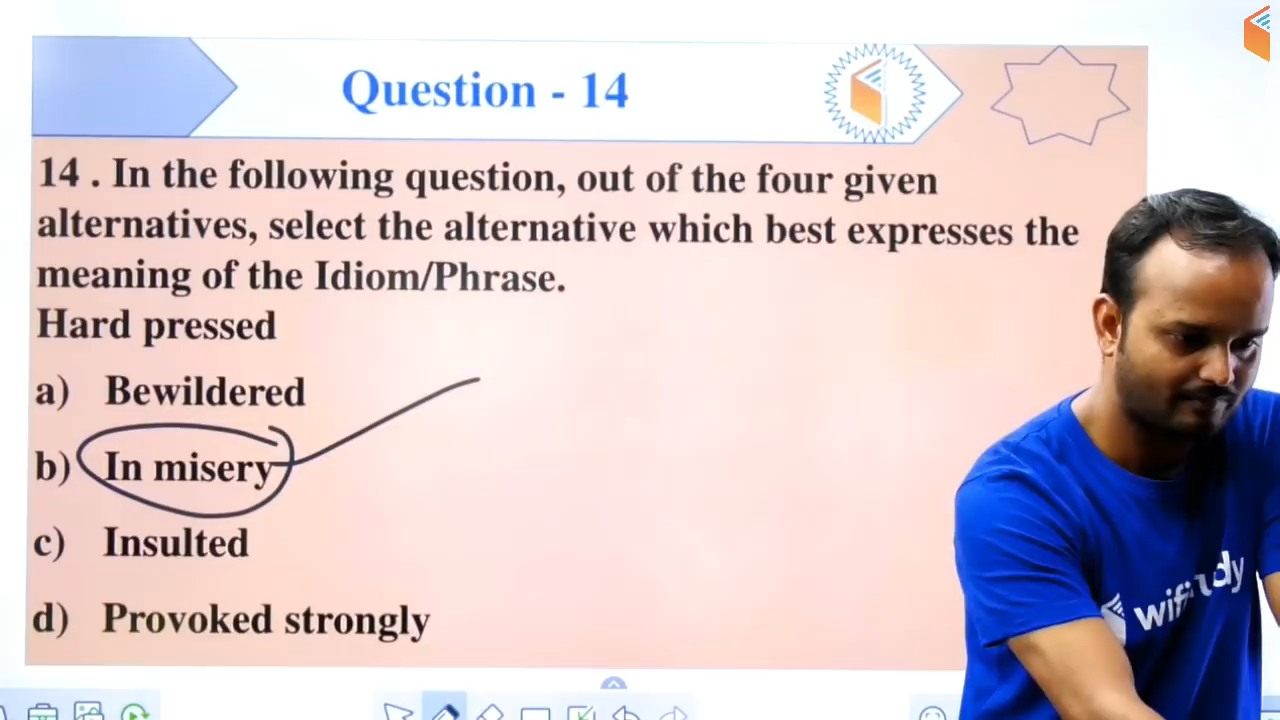 Question - 14
14 . In the following question, out of the four given
alternatives, select the alternative which best expresses the
meaning of the Idiom/Phrase.
Hard pressed
a) Bewildered
b) In misery
c) Insulted
d) Provoked strongly